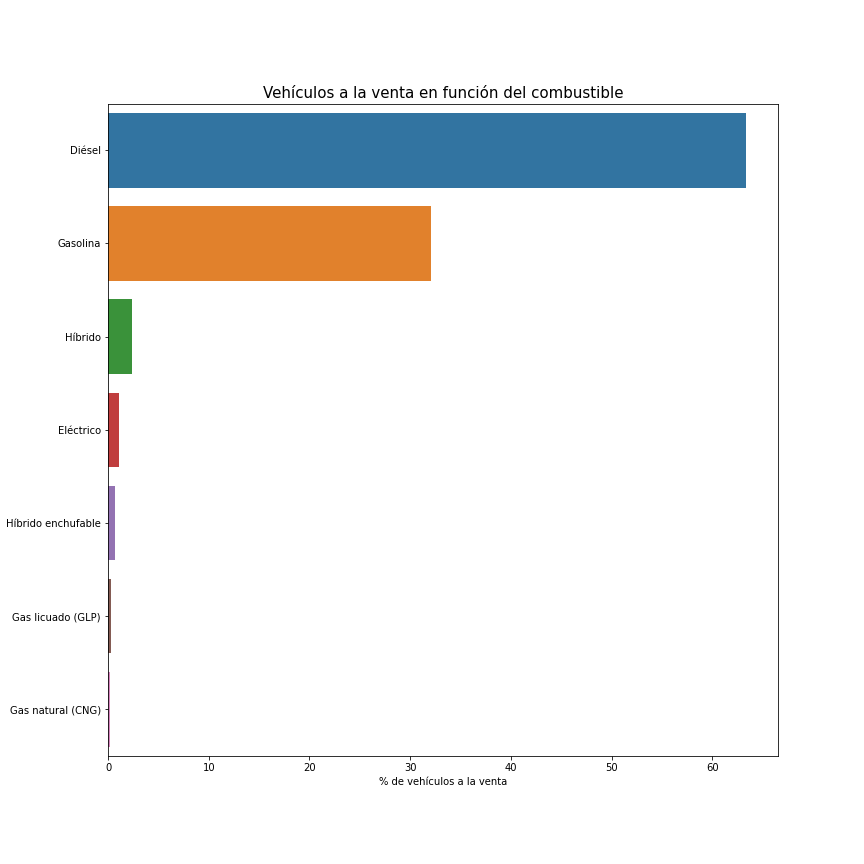 Vehículos a la venta en función del combustible
Diésel
Gasolina
Híbrido
Eléctrico
Híbrido enchufable
Gas licuado (GLP)
Gas natural (CNG)
0 10 20 30 40 50 60
% de vehículos a la venta